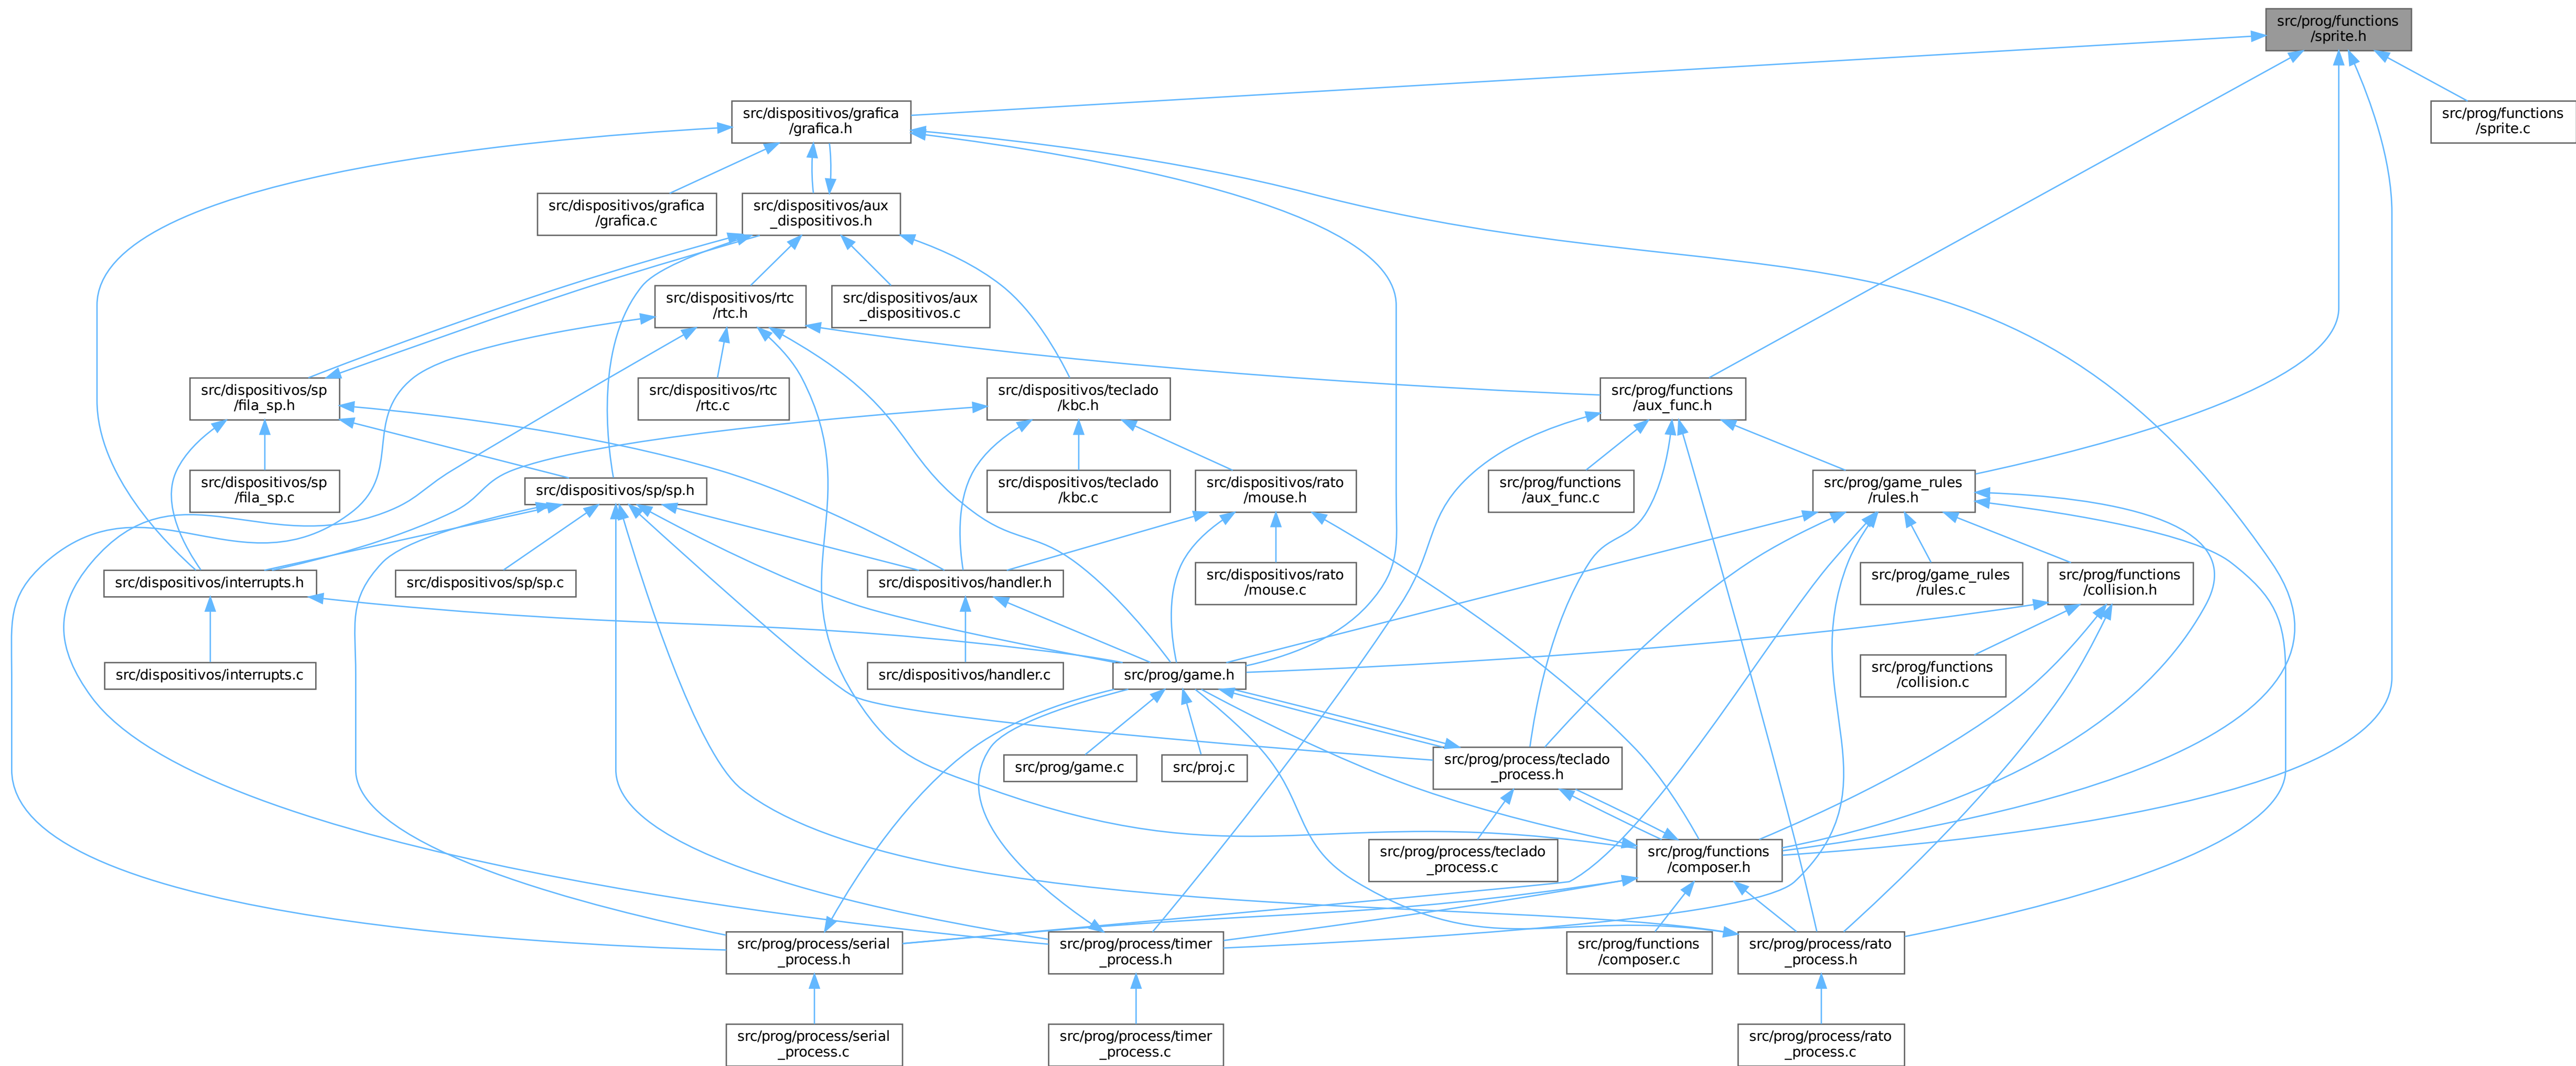 src/prog/functions
/sprite.h
src/dispositivos/grafica
/grafica.h
src/prog/functions
/sprite.c
src/dispositivos/grafica
/grafica.c
src/dispositivos/aux
_dispositivos.h
src/dispositivos/rtc
/rtc.h
src/dispositivos/aux
_dispositivos.c
src/dispositivos/sp
/fila_sp.h
src/dispositivos/rtc
/rtc.c
src/dispositivos/teclado
/kbc.h
src/prog/functions
/aux_func.h
src/dispositivos/sp
/fila_sp.c
src/dispositivos/sp/sp.h
src/dispositivos/teclado
/kbc.c
src/dispositivos/rato
/mouse.h
src/prog/functions
/aux_func.c
src/prog/game_rules
/rules.h
src/dispositivos/interrupts.h
src/dispositivos/sp/sp.c
src/dispositivos/handler.h
src/dispositivos/rato
/mouse.c
src/prog/game_rules
/rules.c
src/prog/functions
/collision.h
src/dispositivos/interrupts.c
src/dispositivos/handler.c
src/prog/game.h
src/prog/functions
/collision.c
src/prog/game.c
src/proj.c
src/prog/process/teclado
_process.h
src/prog/process/teclado
_process.c
src/prog/functions
/composer.h
src/prog/process/serial
_process.h
src/prog/process/timer
_process.h
src/prog/functions
/composer.c
src/prog/process/rato
_process.h
src/prog/process/serial
_process.c
src/prog/process/timer
_process.c
src/prog/process/rato
_process.c